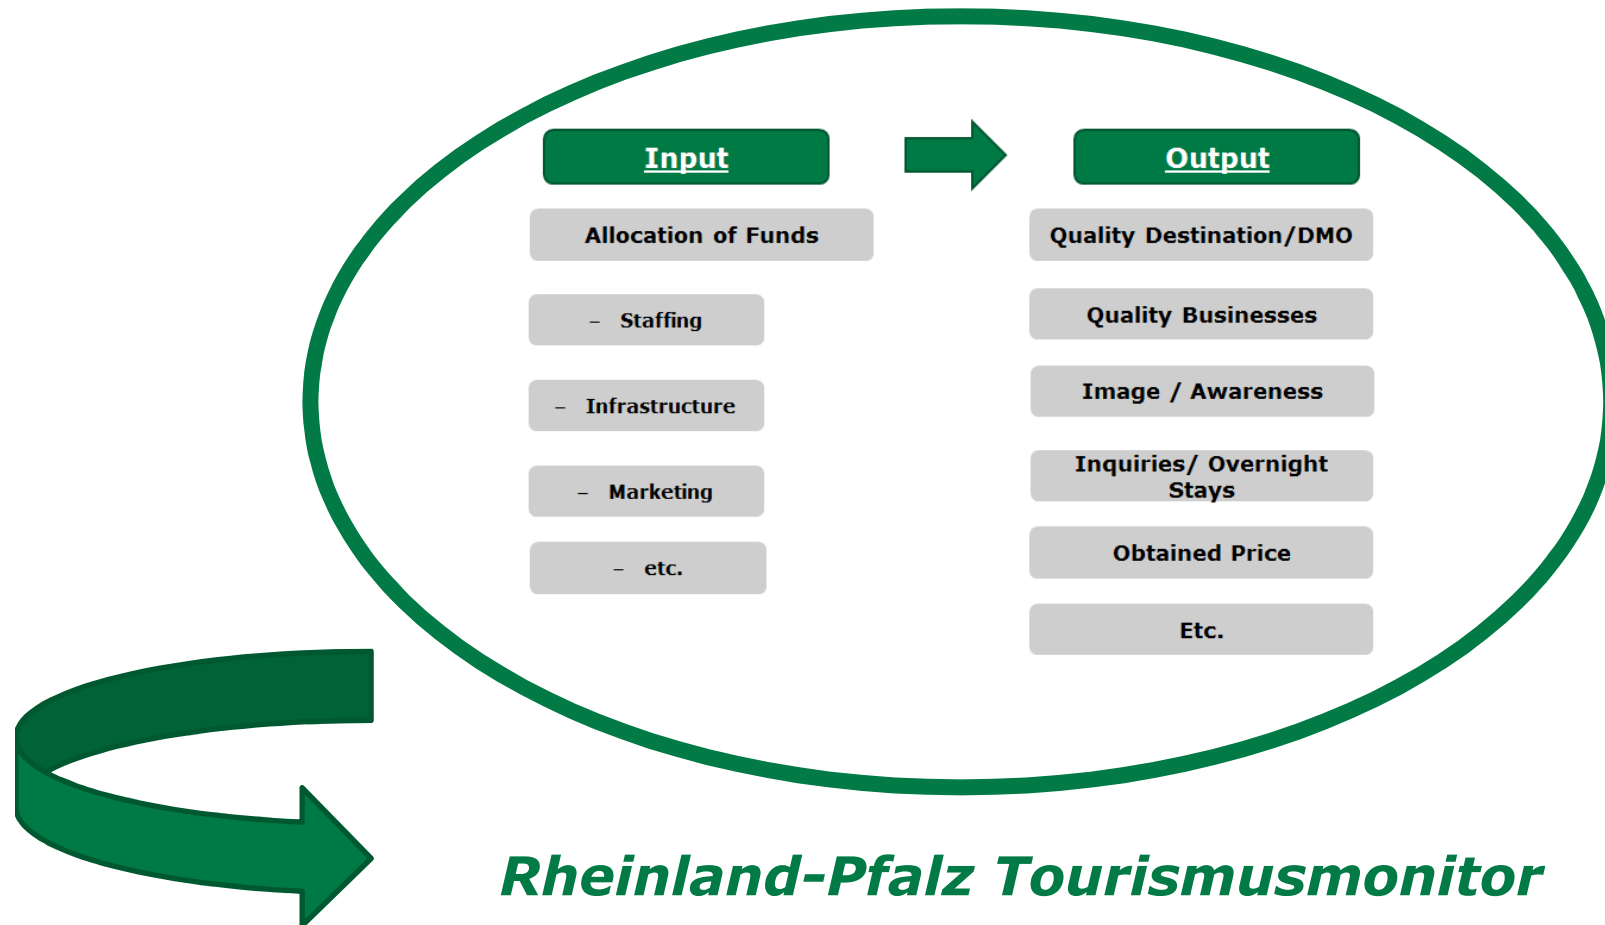 Input
Allocation of Funds
– Staffing
– Infrastructure
– Marketing
– etc.
Output
Quality Destination/DMO
Quality Businesses
Image / Awareness
Inquiries/ Overnight
Stays
Obtained Price
Etc.
Rheinland-Pfalz Tourismusmonitor